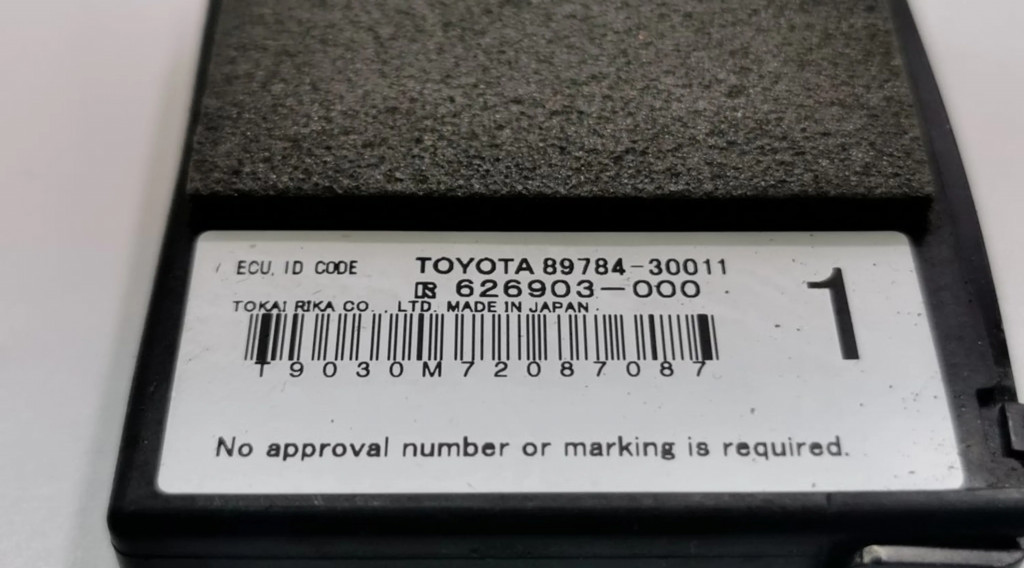 ECU, ID CODE TOYOTA 89784-30011
626903-000
TOKAI RIKA CO., LTD. MADE IN JAPAN
1
T9030M72087087
No approval number or marking is required.